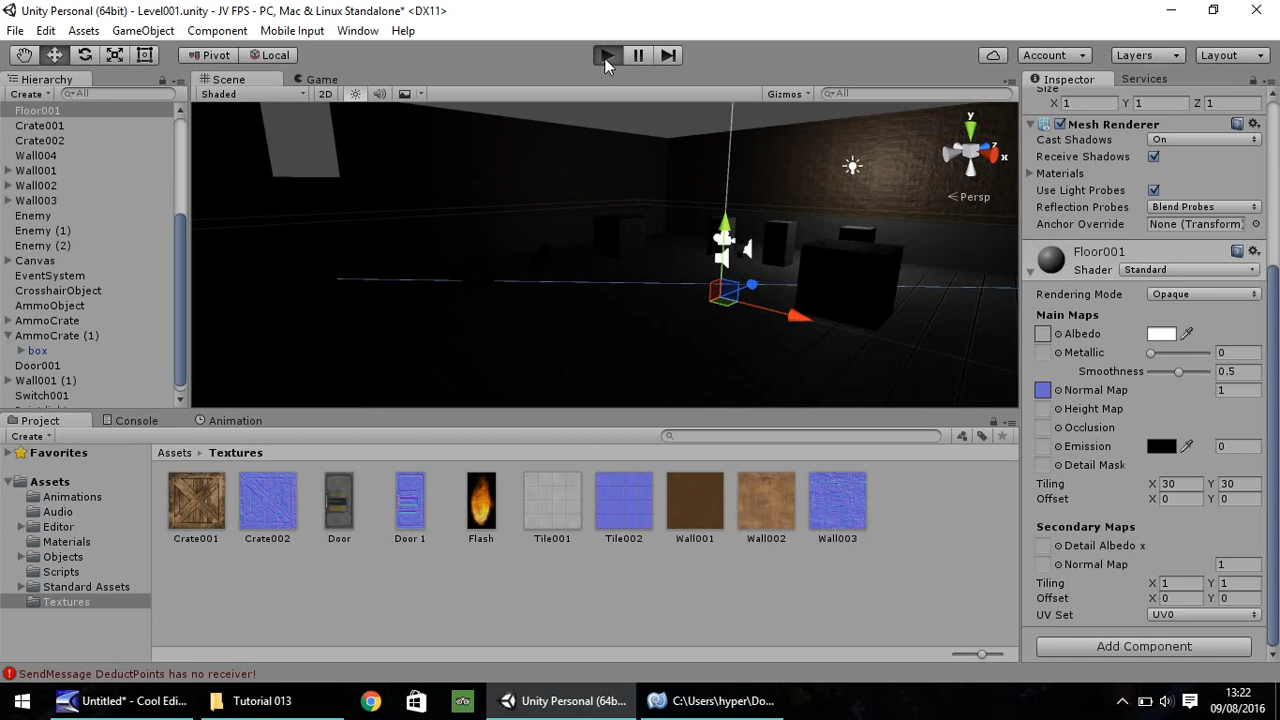 Unity Personal (64bit) - Level001.unity - JV FPS - PC, Mac & Linux Standalone* <DX11>
File Edit Assets GameObject Component Mobile Input Window Help
Pivot Local Account Layers Layout
Hierarchy Scene Game Inspector Services
Create All Shaded 2D Gizmos All
Floor001
Crate001
Crate002
Wall004
Wall001
Wall002
Wall003
Enemy
Enemy (1)
Enemy (2)
Canvas
EventSystem
CrosshairObject
AmmoObject
AmmoCrate
AmmoCrate (1)
box
Door001
Wall001 (1)
Switch001
y
z
x
Persp
Size
X 1 Y 1 Z 1
Mesh Renderer
Cast Shadows On
Receive Shadows
Materials
Use Light Probes
Reflection Probes Blend Probes
Anchor Override None (Transform)
Floor001
Shader Standard
Rendering Mode Opaque
Main Maps
Albedo
Metallic 0
Smoothness 0.5
Normal Map 1
Height Map
Occlusion
Emission 0
Detail Mask
Tiling X 30 Y 30
Offset X 0 Y 0
Secondary Maps
Detail Albedo x
Normal Map 1
Tiling X 1 Y 1
Offset X 0 Y 0
UV Set UV0
Add Component
Project Console Animation
Create
Favorites
Assets
Animations
Audio
Editor
Materials
Objects
Scripts
Standard Assets
Textures
Assets Textures
Crate001 Crate002 Door Door 1 Flash Tile001 Tile002 Wall001 Wall002 Wall003
SendMessage DeductPoints has no receiver!
Untitled* - Cool Edi... Tutorial 013 Unity Personal (64b... C:\Users\hyper\Do...
13:22
09/08/2016